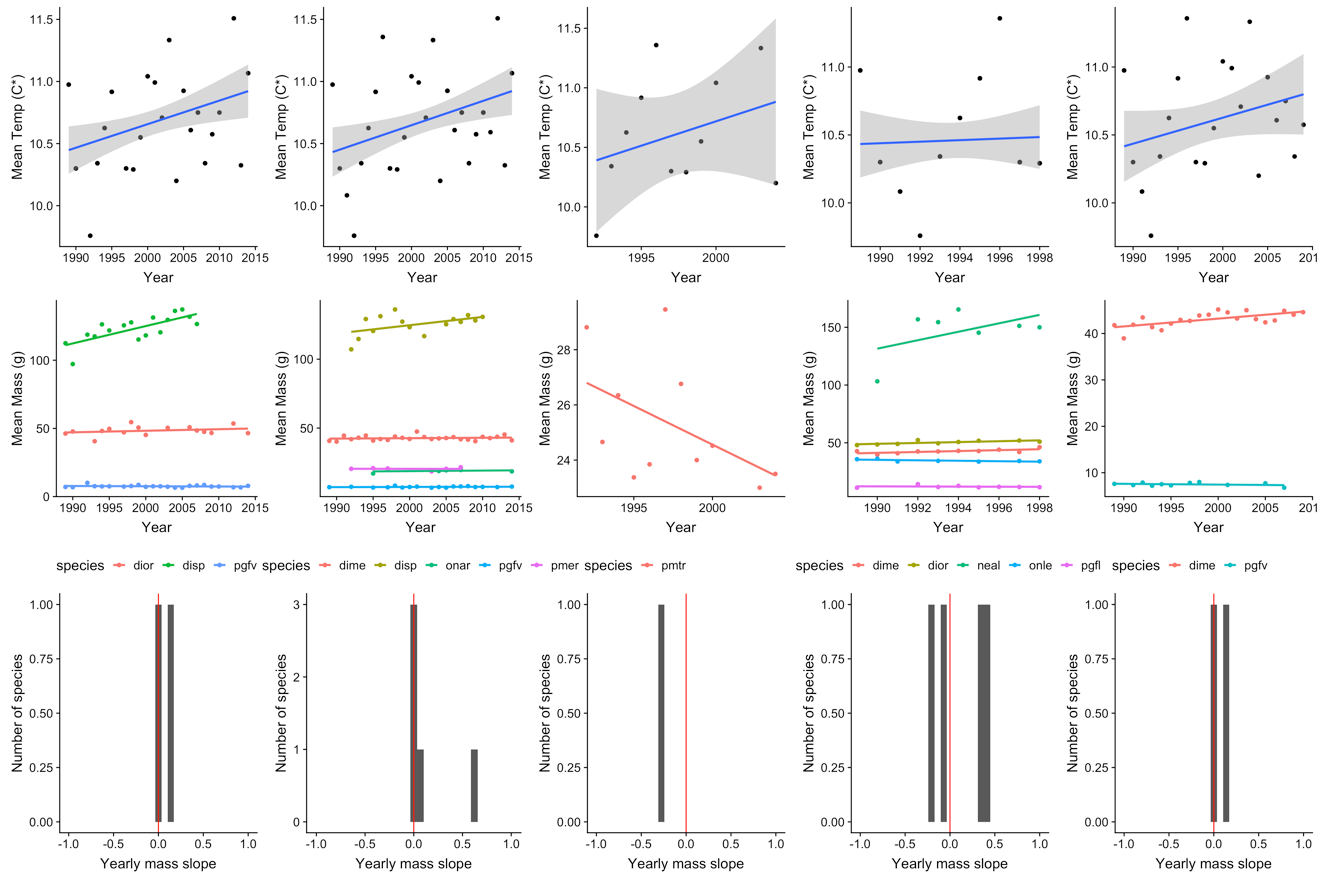 Mean Temp (C*)
11.5
11.0
10.5
10.0
1990 1995 2000 2005 2010 2015
Year
Mean Temp (C*)
11.5
11.0
10.5
10.0
1990 1995 2000 2005 2010 2015
Year
Mean Temp (C*)
11.5
11.0
10.5
10.0
1995 2000
Year
Mean Temp (C*)
11.0
10.5
10.0
1990 1992 1994 1996 1998
Year
Mean Temp (C*)
11.0
10.5
10.0
1990 1995 2000 2005 201
Year
Mean Mass (g)
100
50
0
1990 1995 2000 2005 2010 2015
Year
Mean Mass (g)
100
50
0
1990 1995 2000 2005 2010 2015
Year
Mean Mass (g)
28
26
24
1995 2000
Year
Mean Mass (g)
150
100
50
1990 1992 1994 1996 1998
Year
Mean Mass (g)
40
30
20
10
0
1990 1995 2000 2005 201
Year
species dior disp pgfv
species dime disp onar pgfv pmer
species pmtr
species dime dior neal onle pgfl
species dime pgfv
Number of species
1.00
0.75
0.50
0.25
0.00
-1.0 -0.5 0.0 0.5 1.0
Yearly mass slope
Number of species
3
2
1
0
-1.0 -0.5 0.0 0.5 1.0
Yearly mass slope
Number of species
1.00
0.75
0.50
0.25
0.00
-1.0 -0.5 0.0 0.5 1.0
Yearly mass slope
Number of species
1.00
0.75
0.50
0.25
0.00
-1.0 -0.5 0.0 0.5 1.0
Yearly mass slope
Number of species
1.00
0.75
0.50
0.25
0.00
-1.0 -0.5 0.0 0.5 1.0
Yearly mass slope